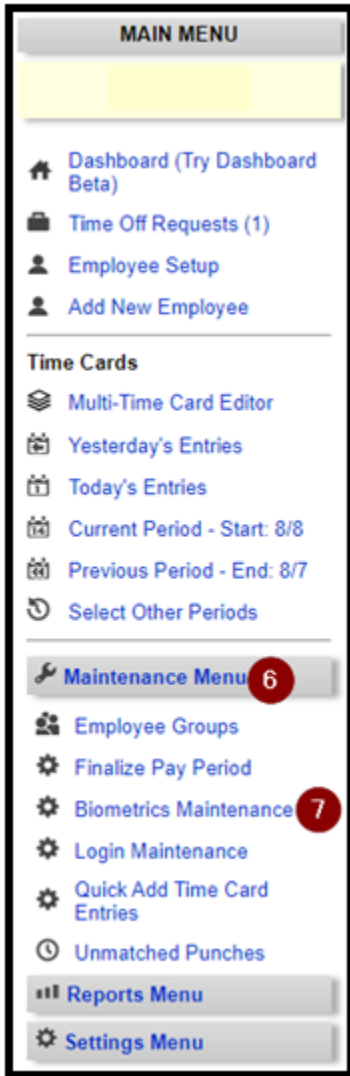 MAIN MENU
Dashboard (Try Dashboard
Beta)
Time Off Requests (1)
Employee Setup
Add New Employee
Time Cards
Multi-Time Card Editor
Yesterday's Entries
Today's Entries
Current Period - Start: 8/8
Previous Period - End: 8/7
Select Other Periods
Maintenance Menu 6
Employee Groups
Finalize Pay Period
Biometrics Maintenance 7
Login Maintenance
Quick Add Time Card
Entries
Unmatched Punches
Reports Menu
Settings Menu